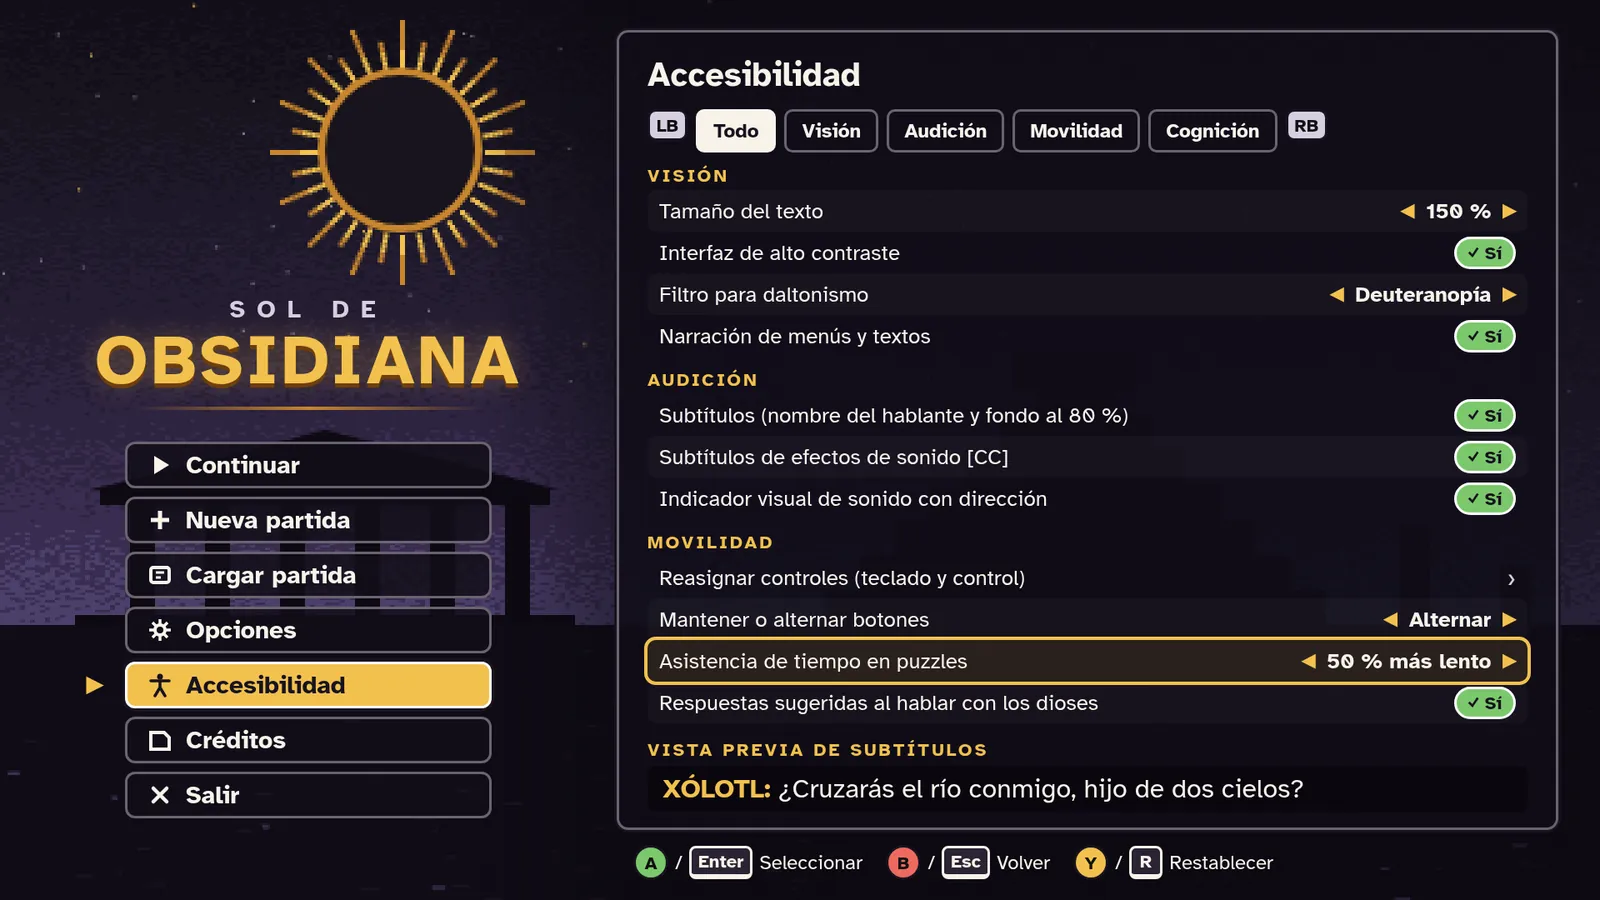 SOL DE
OBSIDIANA
Continuar
Nueva partida
Cargar partida
Opciones
Accesibilidad
Créditos
Salir
Accesibilidad
LB Todo Visión Audición Movilidad Cognición RB
VISIÓN
Tamaño del texto 150 %
Interfaz de alto contraste Sí
Filtro para daltonismo Deuteranopía
Narración de menús y textos Sí
AUDICIÓN
Subtítulos (nombre del hablante y fondo al 80 %) Sí
Subtítulos de efectos de sonido [CC] Sí
Indicador visual de sonido con dirección Sí
MOVILIDAD
Reasignar controles (teclado y control)
Mantener o alternar botones Alternar
Asistencia de tiempo en puzzles 50 % más lento
Respuestas sugeridas al hablar con los dioses Sí
VISTA PREVIA DE SUBTÍTULOS
XÓLOTL: ¿Cruzarás el río conmigo, hijo de dos cielos?
A / Enter Seleccionar B / Esc Volver Y / R Restablecer